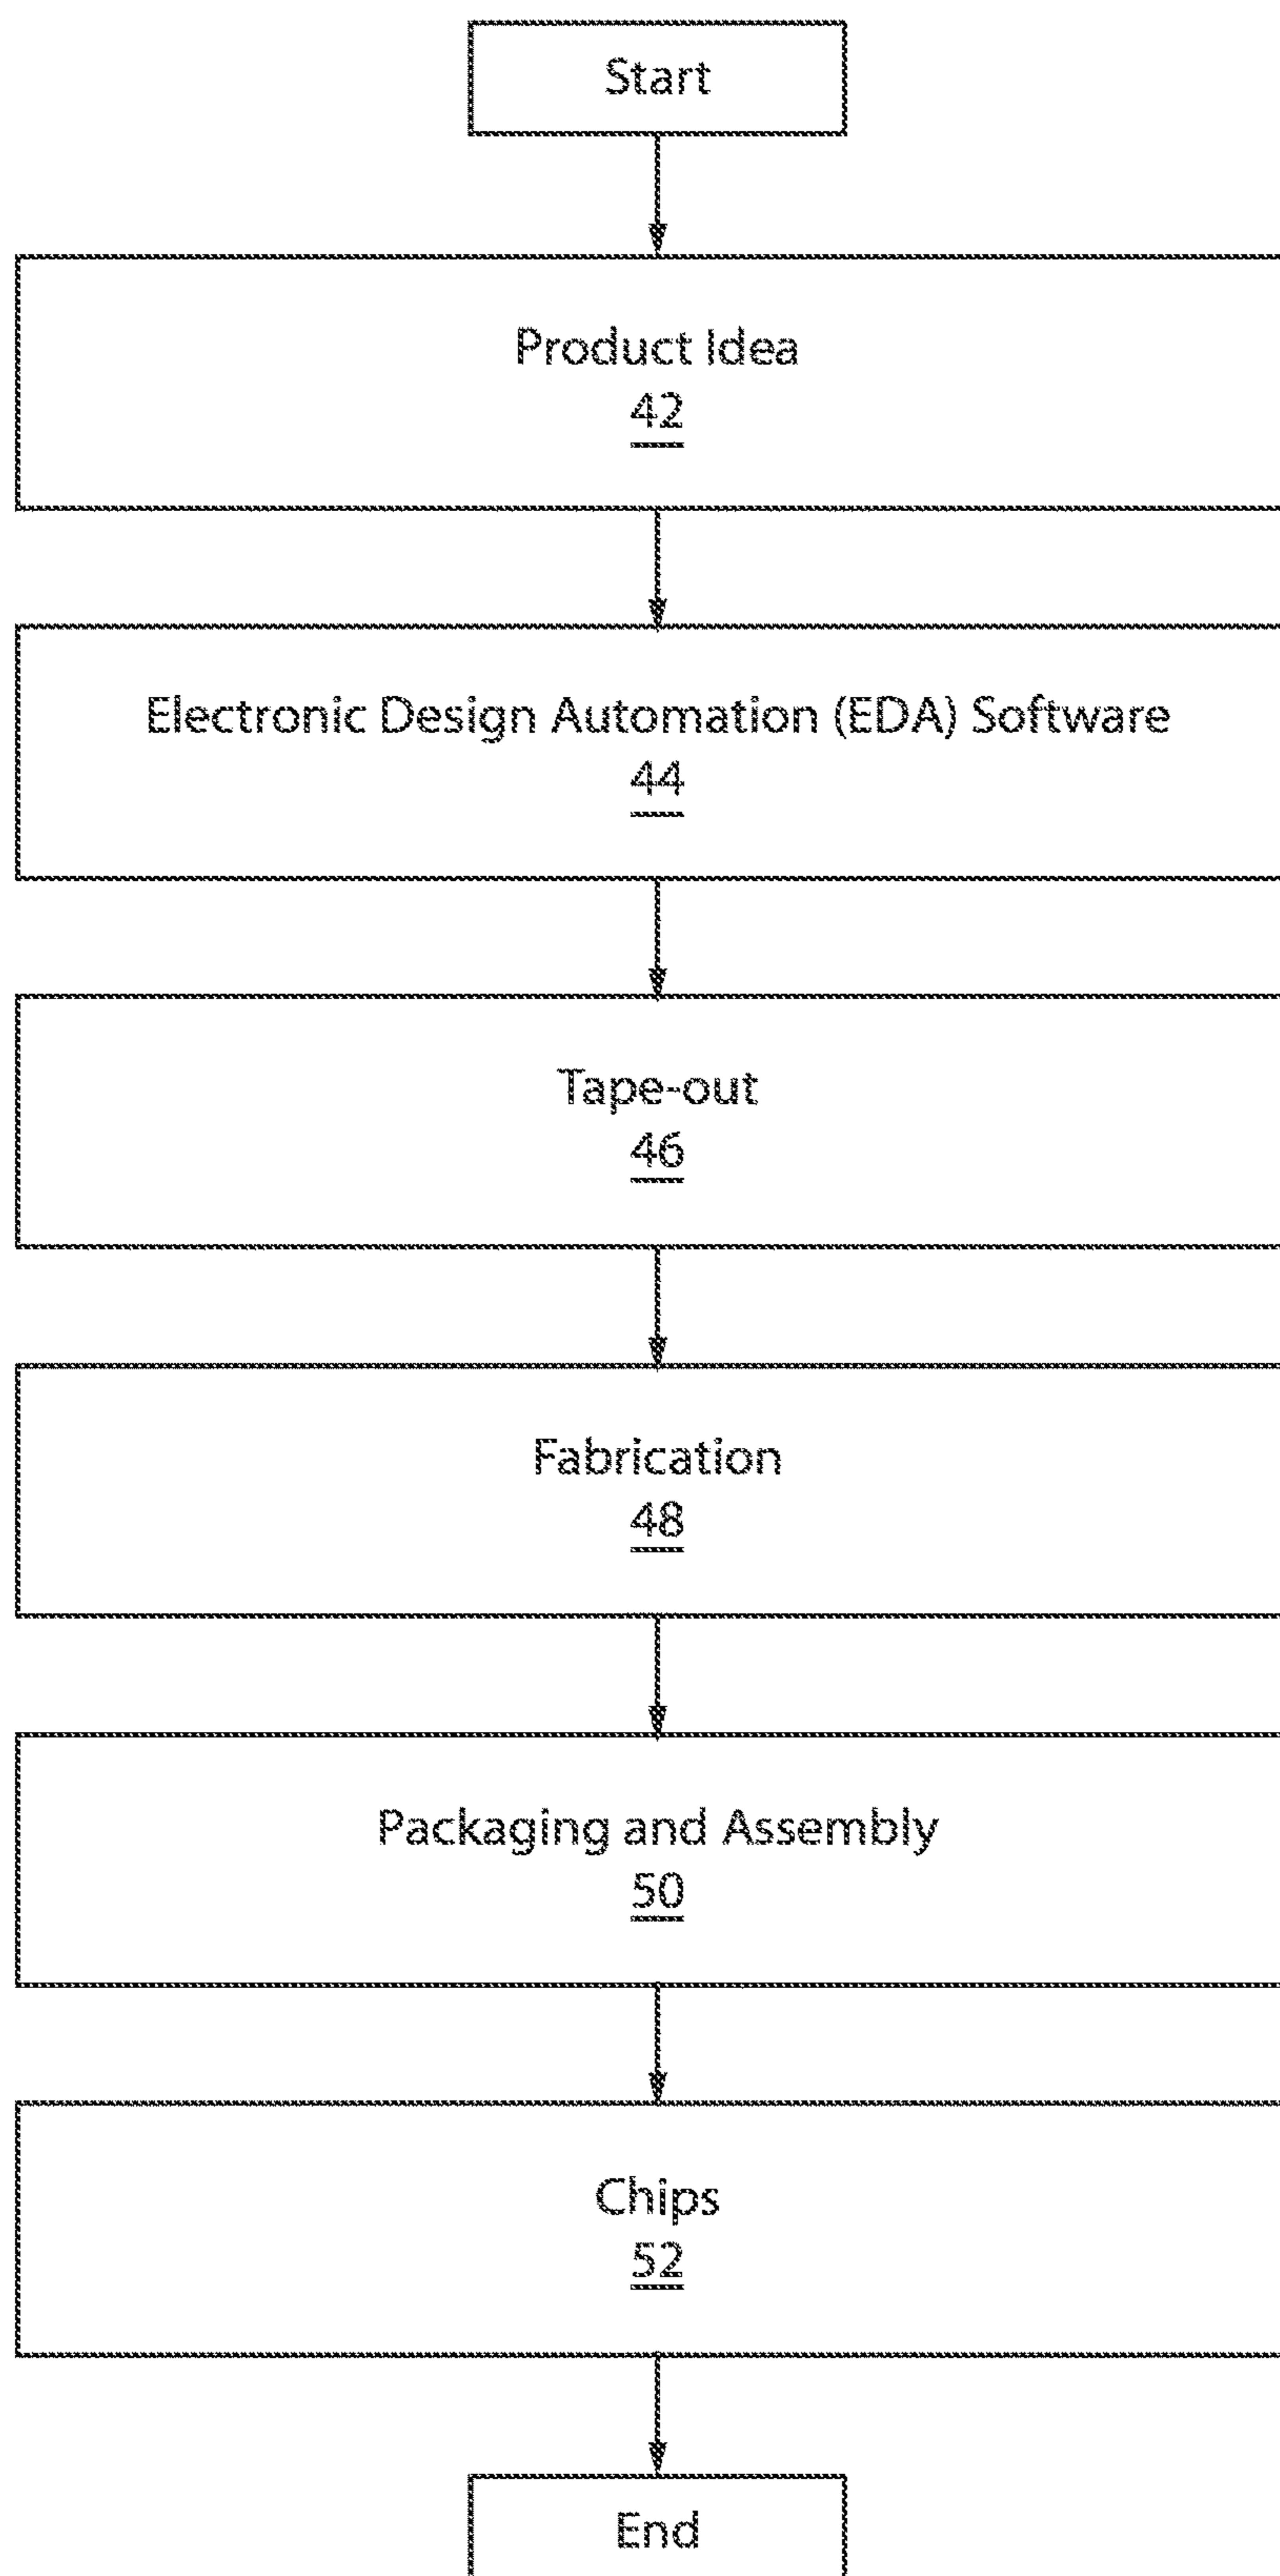 Start
Product Idea
42
Electronic Design Automation (EDA) Software
44
Tape-out
46
Fabrication
48
Packaging and Assembly
50
Chips
52
End